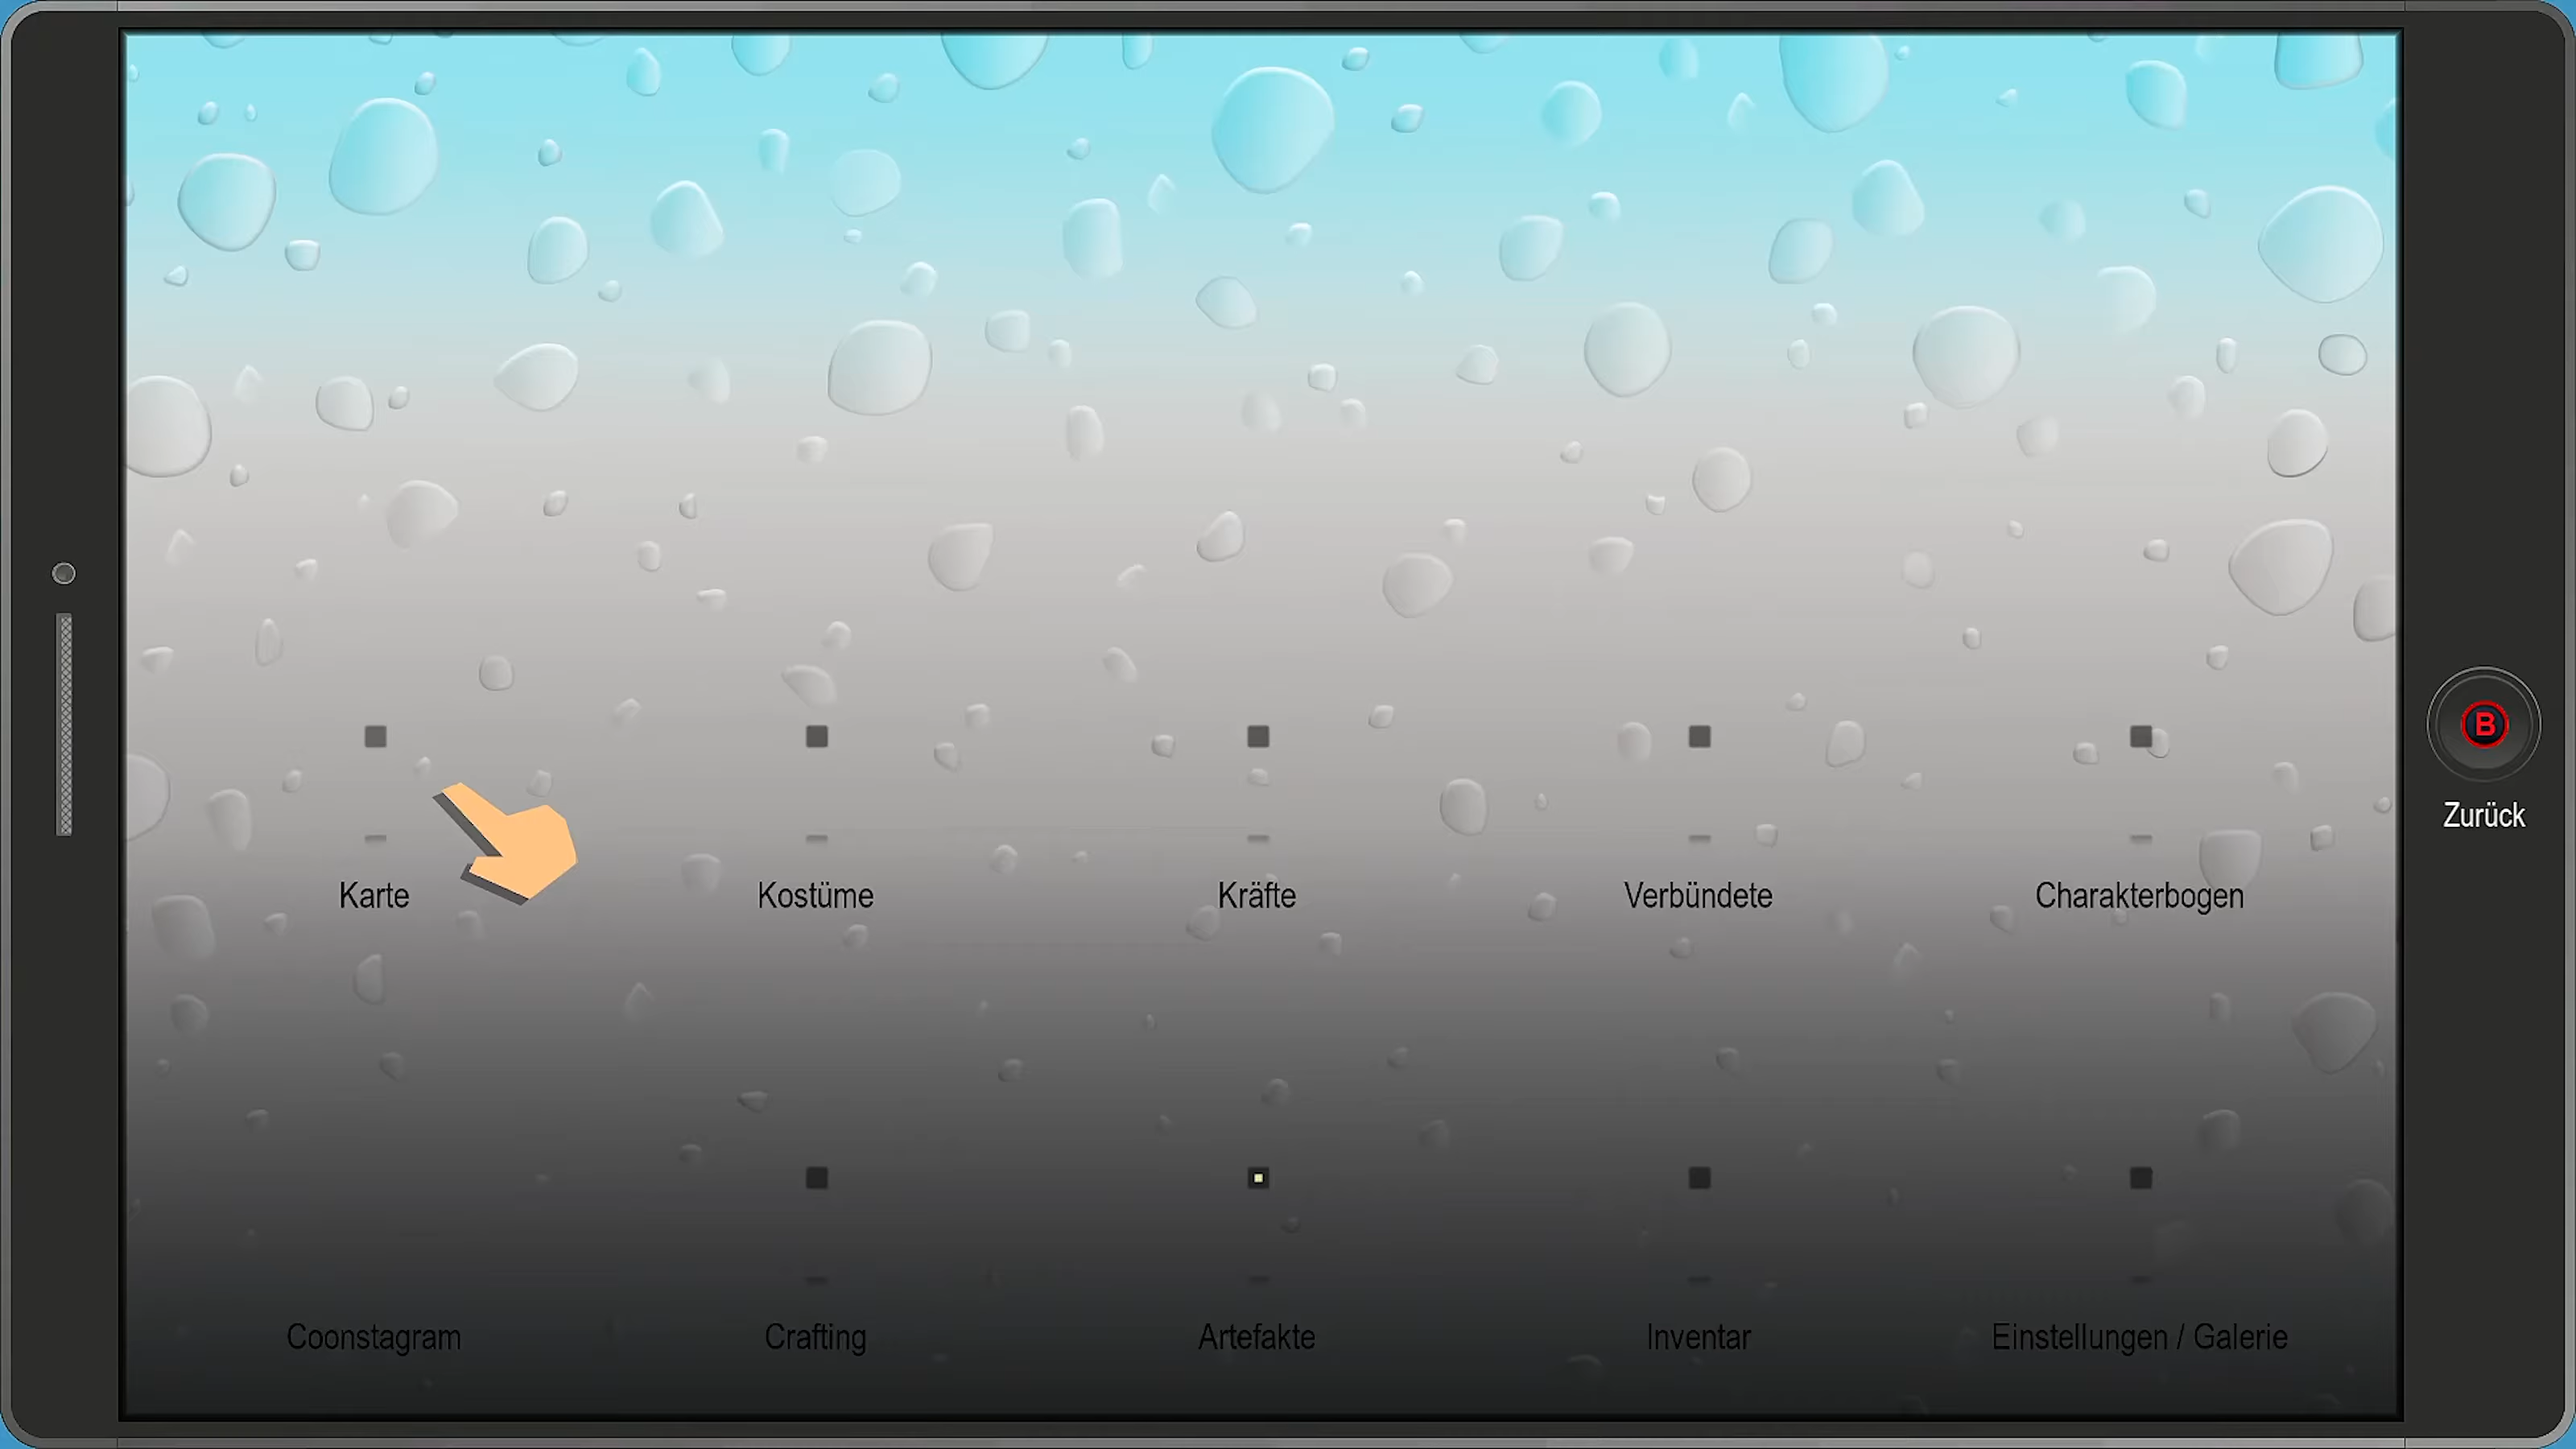 Karte
Kostüme
Kräfte
Verbündete
Charakterbogen
B
Zurück
Coonstagram
Crafting
Artefakte
Inventar
Einstellungen / Galerie